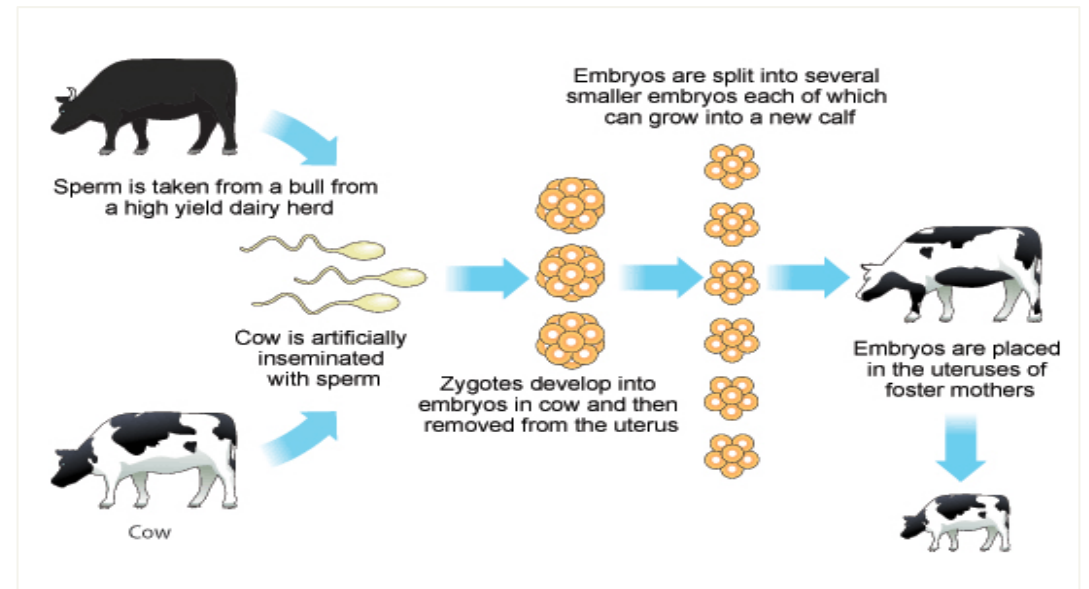 Sperm is taken from a bull from
a high yield dairy herd
Cow is artificially
inseminated
with sperm
Cow
Zygotes develop into
embryos in cow and then
removed from the uterus
Embryos are split into several
smaller embryos each of which
can grow into a new calf
Embryos are placed
in the uteruses of
foster mothers